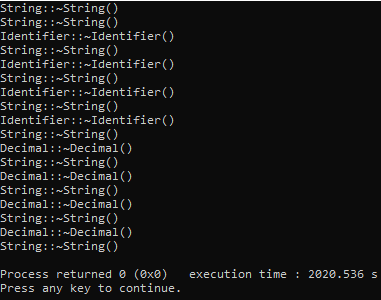 String::~String()
String::~String()
Identifier::~Identifier()
String::~String()
Identifier::~Identifier()
String::~String()
Identifier::~Identifier()
String::~String()
Identifier::~Identifier()
String::~String()
Decimal::~Decimal()
String::~String()
Decimal::~Decimal()
String::~String()
Decimal::~Decimal()
String::~String()
Decimal::~Decimal()
String::~String()
Process returned 0 (0x0)   execution time : 2020.536 s
Press any key to continue.